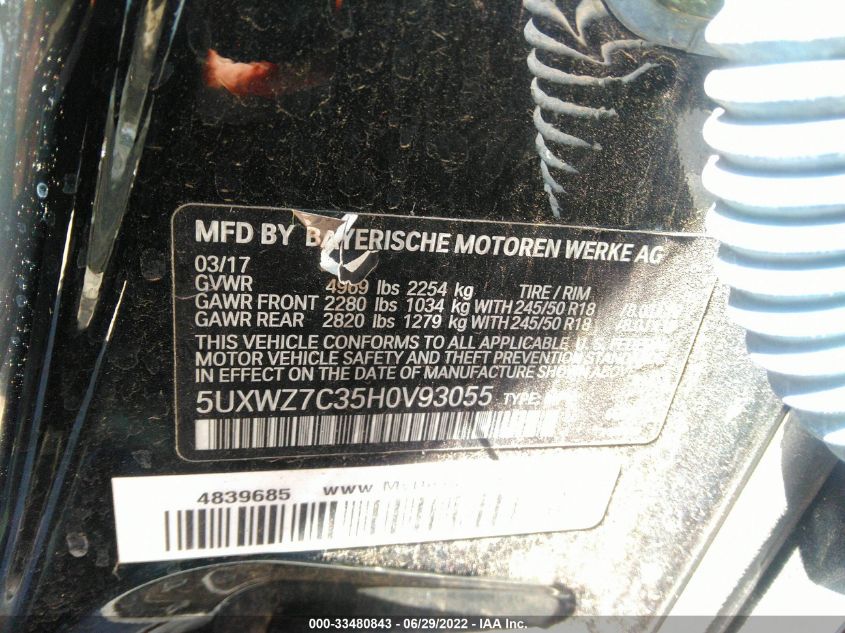 MFD BY BAYERISCHE MOTOREN WERKE AG
03/17
GVWR 4969 lbs 2254 kg TIRE / RIM
GAWR FRONT 2280 lbs 1034 kg WITH 245/50 R18
GAWR REAR 2820 lbs 1279 kg WITH 245/50 R18
THIS VEHICLE CONFORMS TO ALL APPLICABLE U.S. FEDERAL
MOTOR VEHICLE SAFETY AND THEFT PREVENTION
IN EFFECT ON THE DATE OF MANUFACTURE SHOWN ABOVE
5UXWZ7C35H0V93055 TYPE:
4839685 www
000-33480843 / 06/29/2022 - IAA Inc.